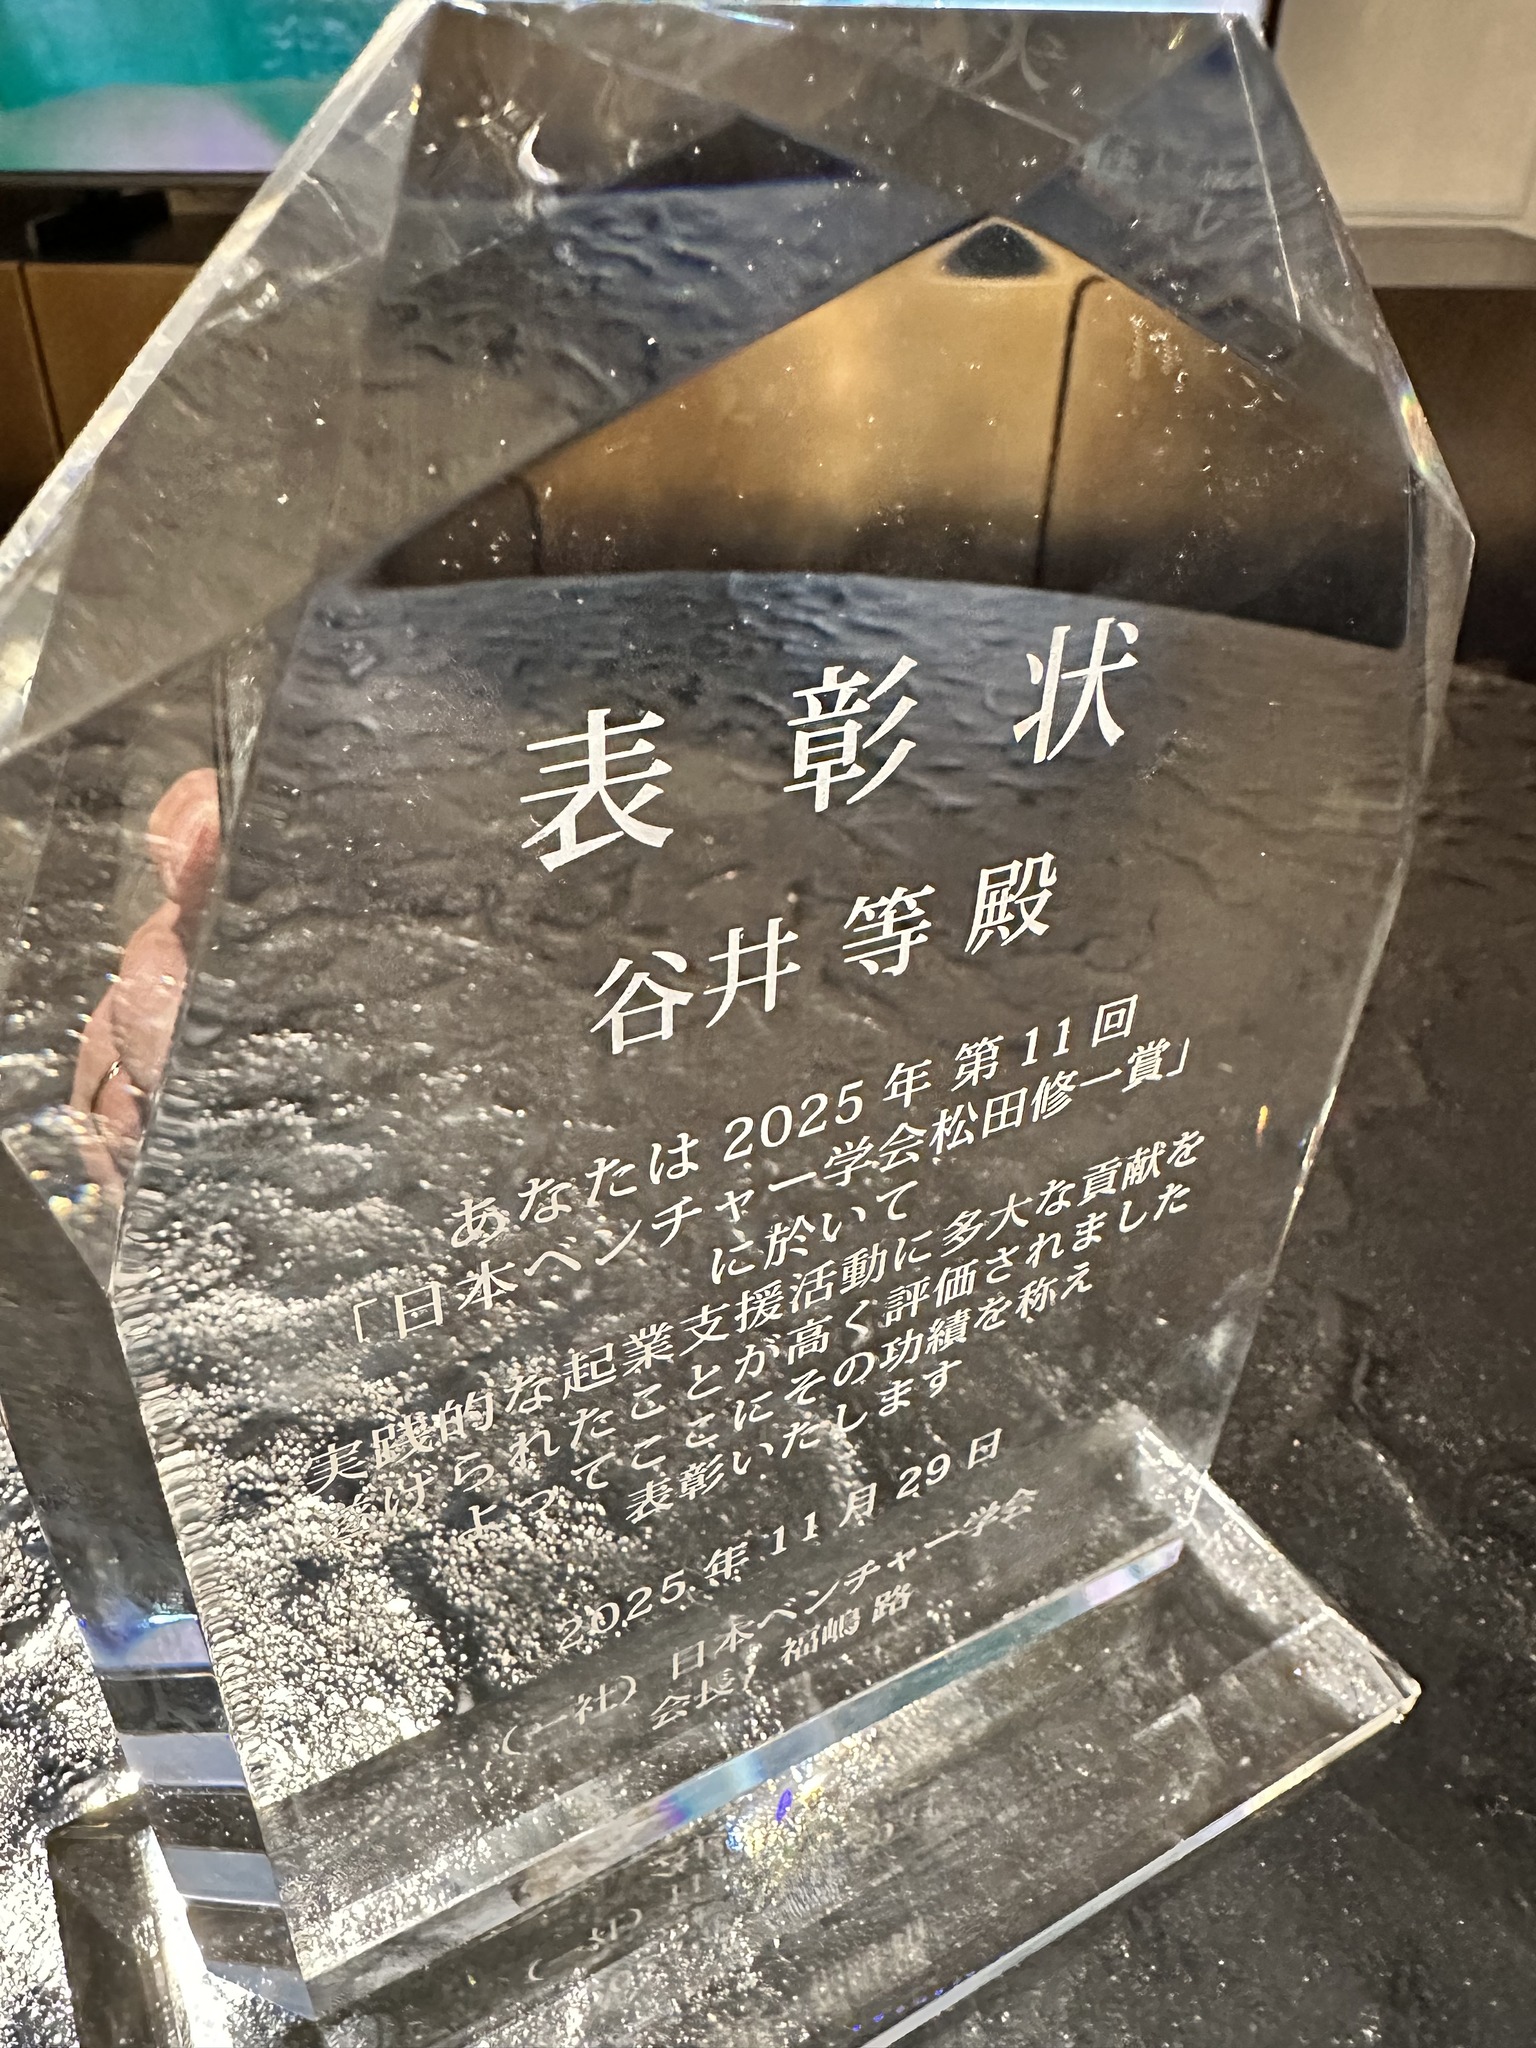 表彰状
谷井 等 殿
あなたは 2025 年 第 11 回
「日本ベンチャー学会松田修一賞」
に於いて
実践的な起業支援活動に多大な貢献を
遂げられたことが高く評価されました
よってここにその功績を称え
表彰いたします
2025 年 11 月 29 日
（一社）日本ベンチャー学会
会長 福嶋 路